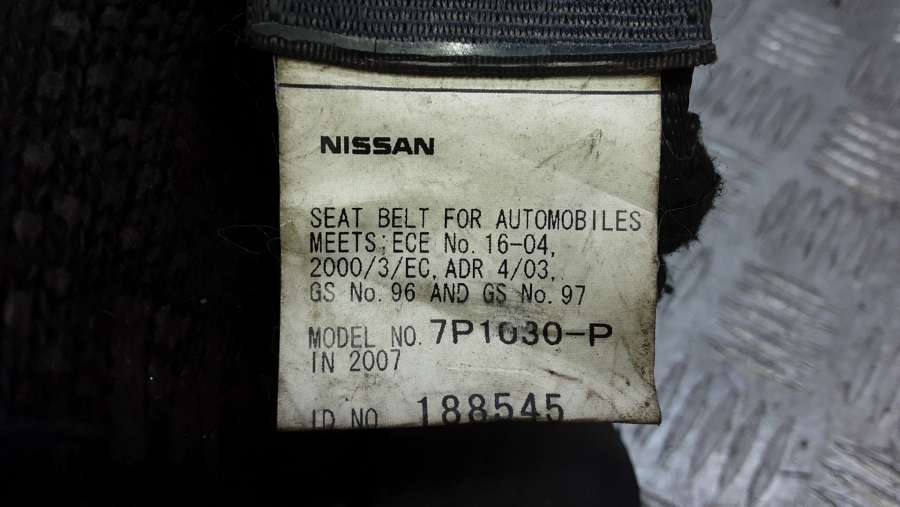 NISSAN
SEAT BELT FOR AUTOMOBILES
MEETS:ECE No. 16-04,
2000/3/EC, ADR 4/03,
GS No. 96 AND GS No. 97
MODEL NO. 7P1030-P
IN 2007
ID NO 188545